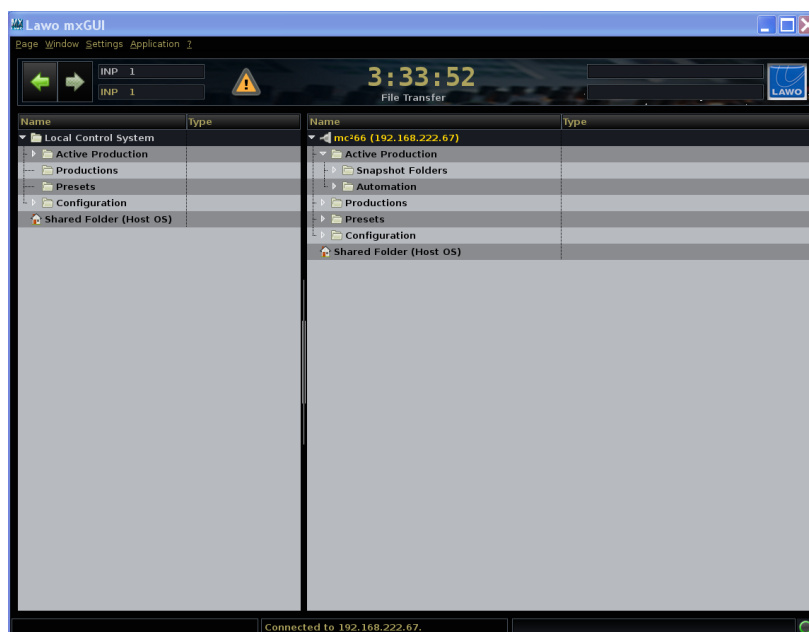 Lawo mxGUI
Page Window Settings Application ?
INP 1
INP 1
3:33:52
File Transfer
LAWO
Name Type
Local Control System
Active Production
Productions
Presets
Configuration
Shared Folder (Host OS)
Name Type
mc²66 (192.168.222.67)
Active Production
Snapshot Folders
Automation
Productions
Presets
Configuration
Shared Folder (Host OS)
Connected to 192.168.222.67.